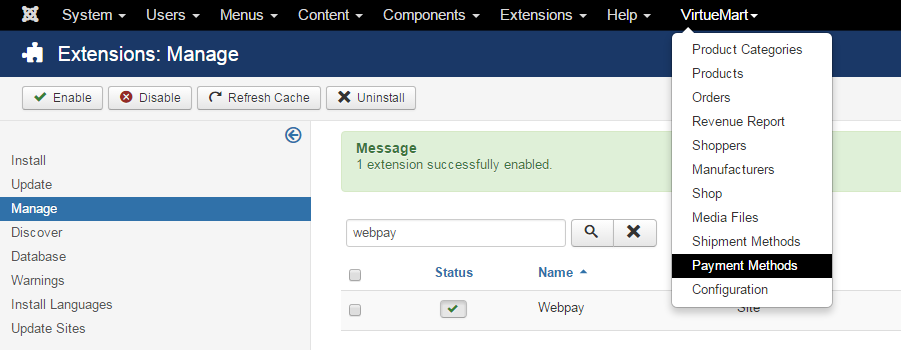 System Users Menus Content Components Extensions Help VirtueMart
Extensions: Manage
Enable Disable Refresh Cache Uninstall
Install
Update
Manage
Discover
Database
Warnings
Install Languages
Update Sites
Message
1 extension successfully enabled.
webpay
Status Name
Webpay Site
Product Categories
Products
Orders
Revenue Report
Shoppers
Manufacturers
Shop
Media Files
Shipment Methods
Payment Methods
Configuration